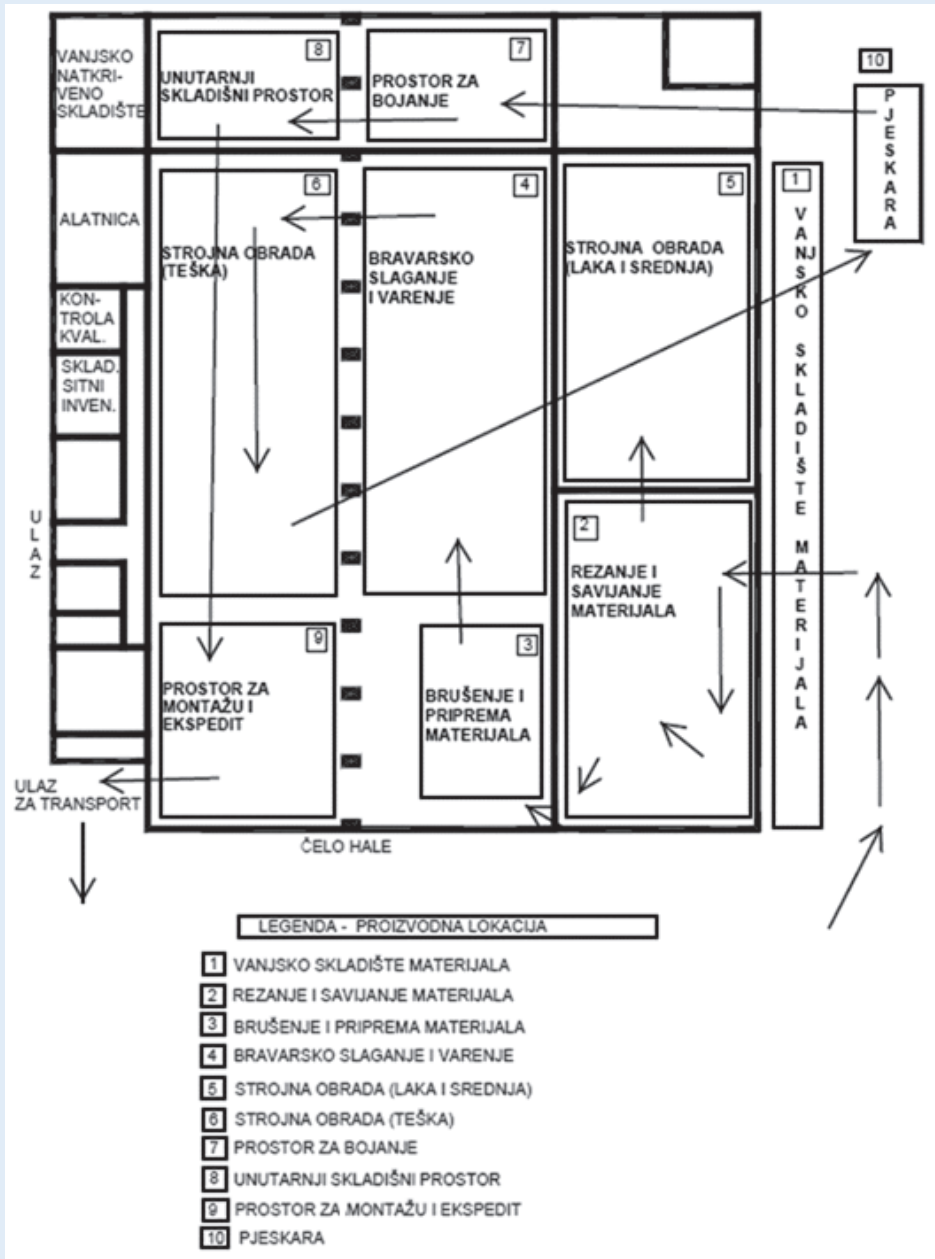 VANJSKO
NATKRI-
VENO
SKLADIŠTE
8
UNUTARNJI
SKLADIŠNI PROSTOR
7
PROSTOR ZA
BOJANJE
10
PJESKARA
ALATNICA
KON-
TROLA
KVAL.
SKLAD.
SITNI
INVEN.
ULAZ
6
STROJNA OBRADA
(TEŠKA)
4
BRAVARSKO
SLAGANJE
I VARENJE
5
STROJNA OBRADA
(LAKA I SREDNJA)
1
VANJSKO SKLADIŠTE MATERIJALA
2
REZANJE I
SAVIJANJE
MATERIJALA
9
PROSTOR ZA
MONTAŽU I
EKSPEDIT
3
BRUŠENJE I
PRIPREMA
MATERIJALA
ULAZ
ZA TRANSPORT
ČELO HALE
LEGENDA - PROIZVODNA LOKACIJA
1 VANJSKO SKLADIŠTE MATERIJALA
2 REZANJE I SAVIJANJE MATERIJALA
3 BRUŠENJE I PRIPREMA MATERIJALA
4 BRAVARSKO SLAGANJE I VARENJE
5 STROJNA OBRADA (LAKA I SREDNJA)
6 STROJNA OBRADA (TEŠKA)
7 PROSTOR ZA BOJANJE
8 UNUTARNJI SKLADIŠNI PROSTOR
9 PROSTOR ZA MONTAŽU I EKSPEDIT
10 PJESKARA